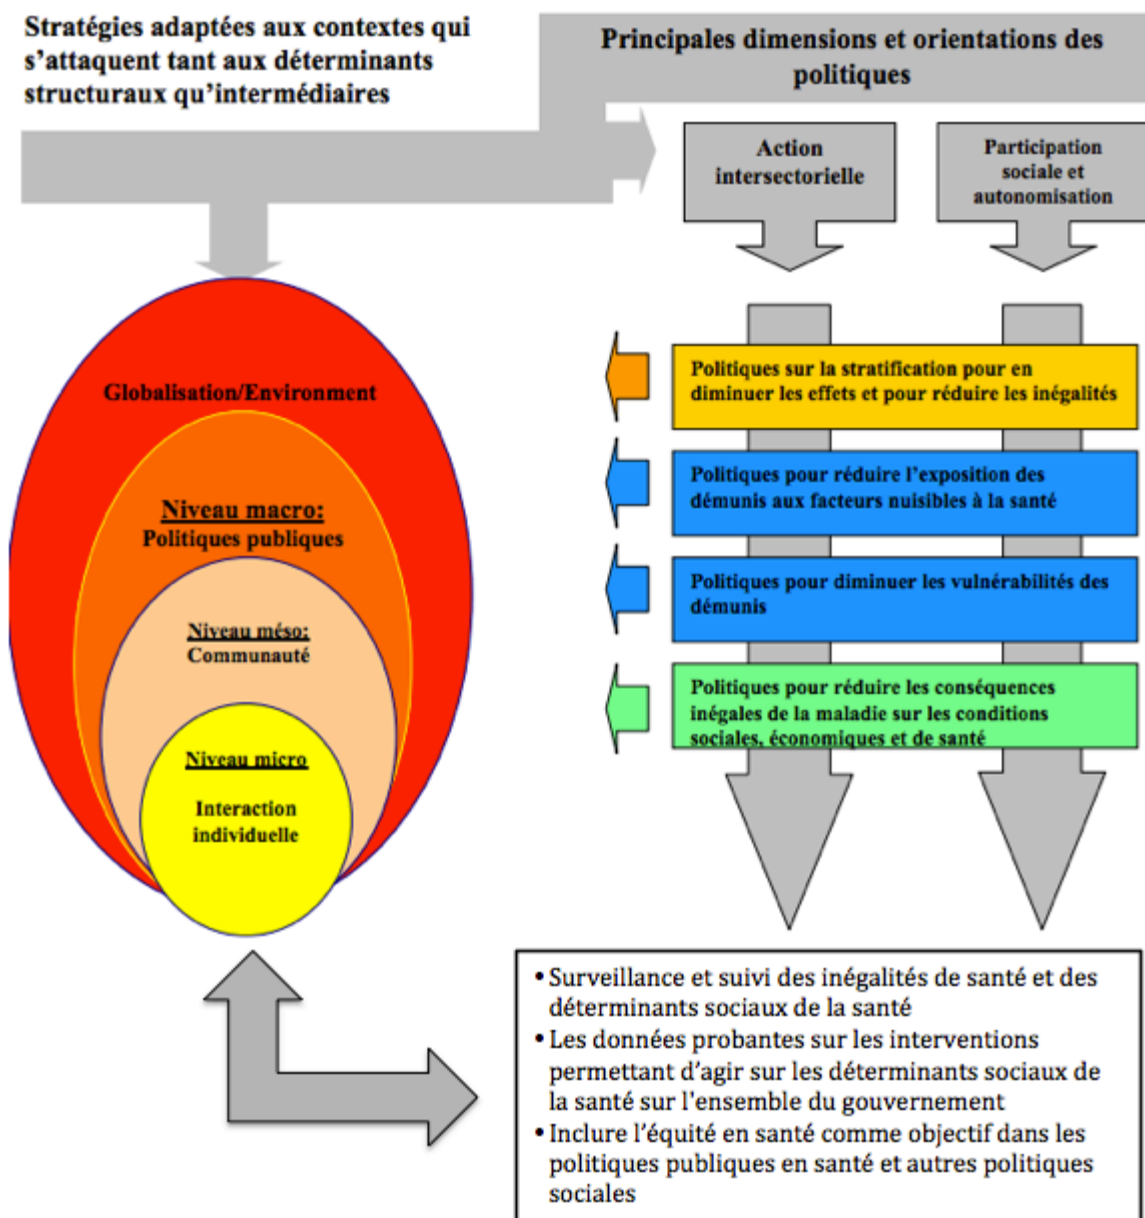 Stratégies adaptées aux contextes qui
s'attaquent tant aux déterminants
structuraux qu'intermédiaires
Principales dimensions et orientations des
politiques
Action
intersectorielle
Participation
sociale et
autonomisation
Globalisation/Environment
Niveau macro:
Politiques publiques
Niveau méso:
Communauté
Niveau micro
Interaction
individuelle
Politiques sur la stratification pour en
diminuer les effets et pour réduire les inégalités
Politiques pour réduire l'exposition des
démunis aux facteurs nuisibles à la santé
Politiques pour diminuer les vulnérabilités des
démunis
Politiques pour réduire les conséquences
inégales de la maladie sur les conditions
sociales, économiques et de santé
• Surveillance et suivi des inégalités de santé et des
déterminants sociaux de la santé
• Les données probantes sur les interventions
permettant d'agir sur les déterminants sociaux de
la santé sur l'ensemble du gouvernement
• Inclure l'équité en santé comme objectif dans les
politiques publiques en santé et autres politiques
sociales